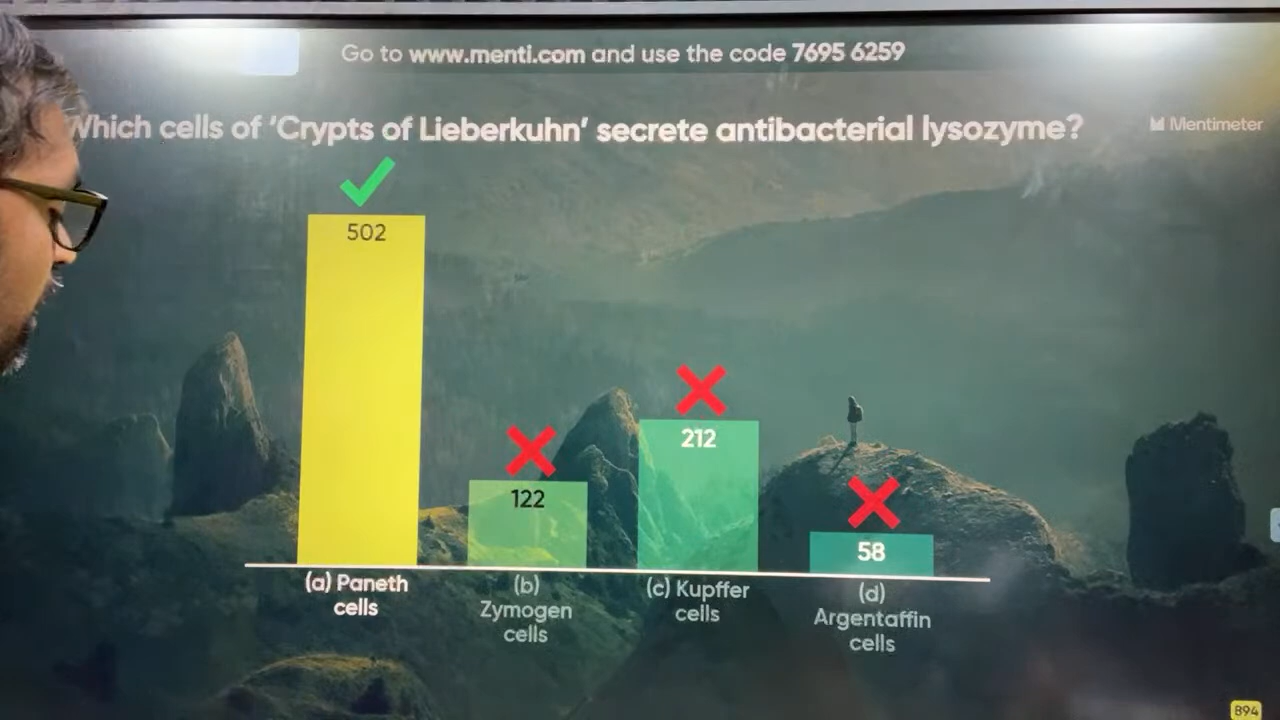 Go to www.menti.com and use the code 7695 6259
Which cells of ‘Crypts of Lieberkuhn’ secrete antibacterial lysozyme?
Mentimeter
502
122
212
58
(a) Paneth
cells
(b)
Zymogen
cells
(c) Kupffer
cells
(d)
Argentaffin
cells
894